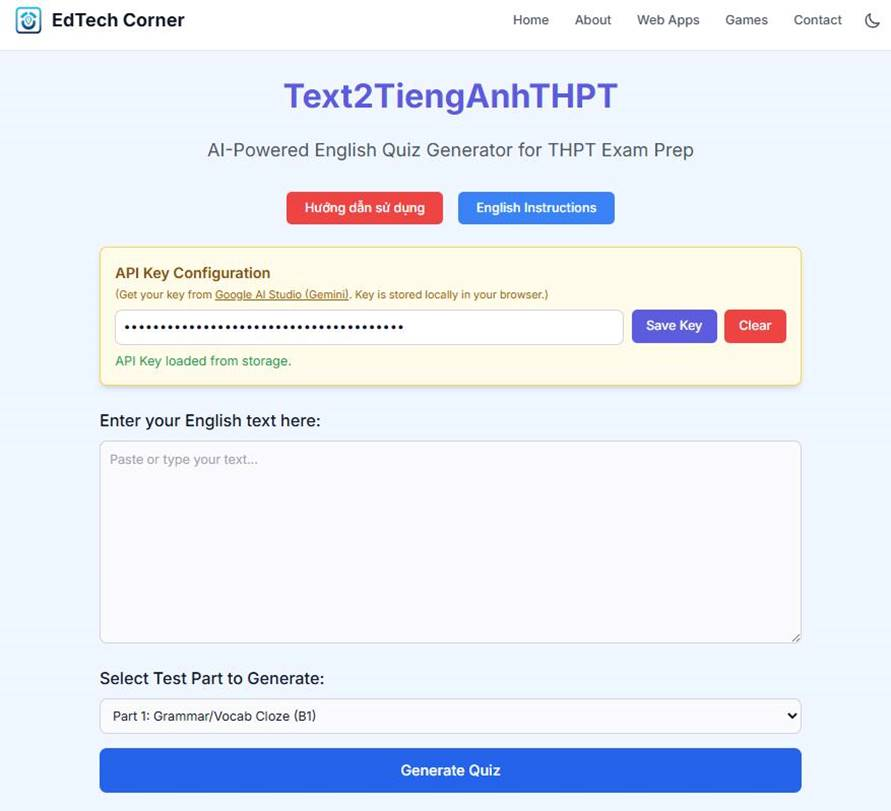 EdTech Corner
Home About Web Apps Games Contact
Text2TiengAnhTHPT
AI-Powered English Quiz Generator for THPT Exam Prep
Hướng dẫn sử dụng English Instructions
API Key Configuration
(Get your key from Google AI Studio (Gemini). Key is stored locally in your browser.)
Save Key Clear
API Key loaded from storage.
Enter your English text here:
Paste or type your text...
Select Test Part to Generate:
Part 1: Grammar/Vocab Cloze (B1)
Generate Quiz